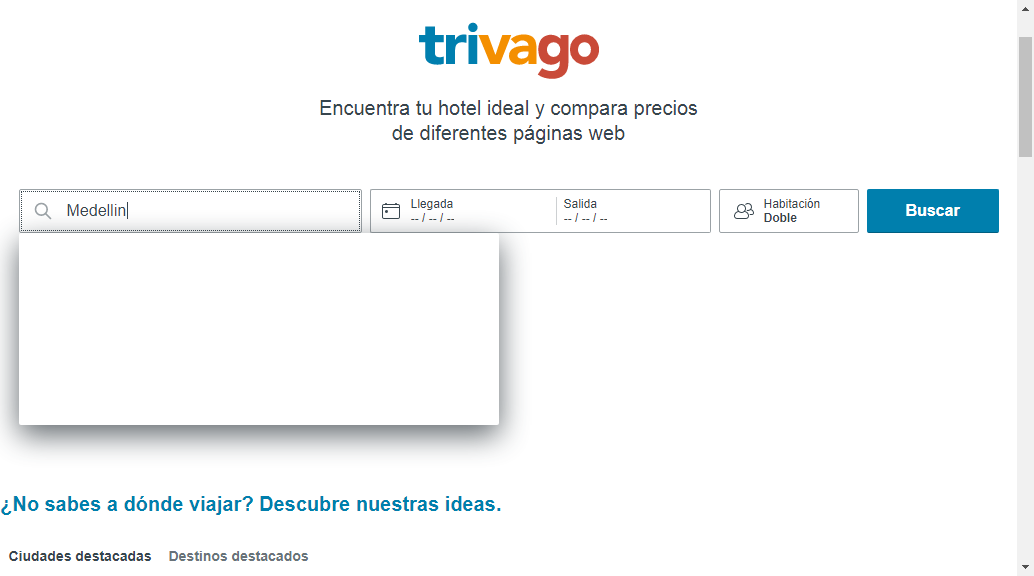 trivago
Encuentra tu hotel ideal y compara precios
de diferentes páginas web
Medellin
Llegada
-- / -- / --
Salida
-- / -- / --
Habitación
Doble
Buscar
¿No sabes a dónde viajar? Descubre nuestras ideas.
Ciudades destacadas Destinos destacados